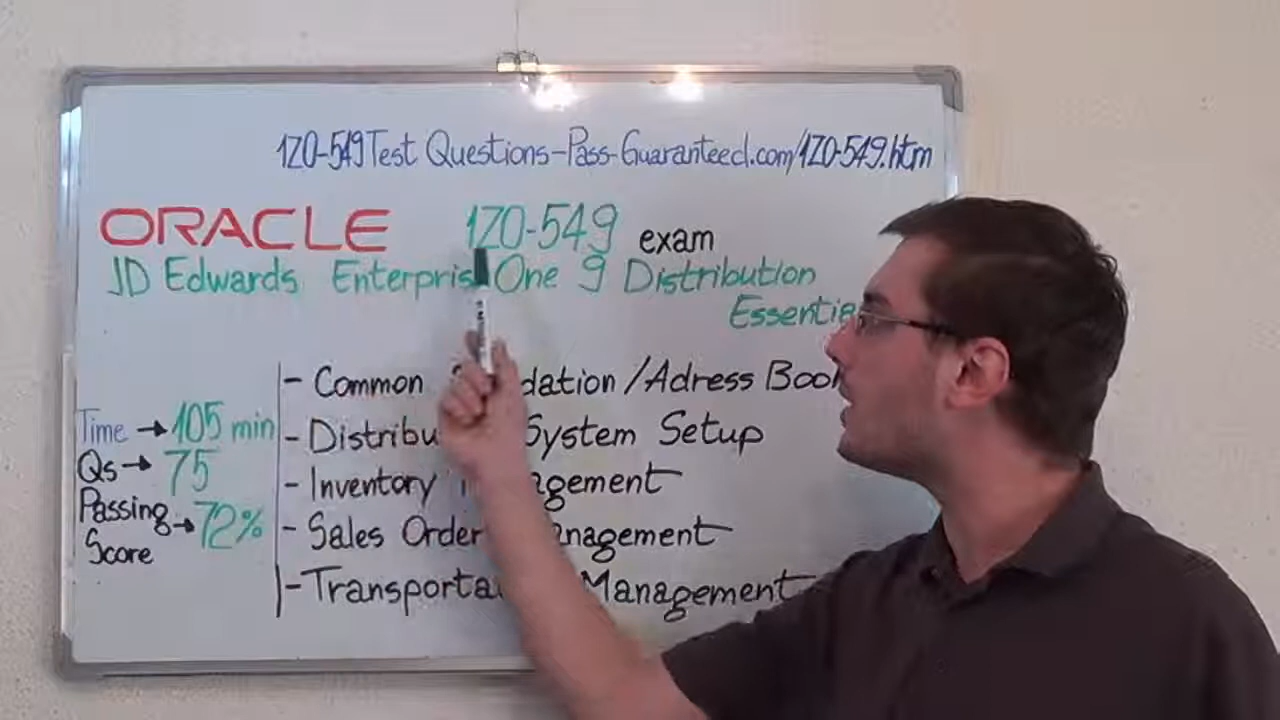 1Z0-549 Test Questions-Pass-Guaranteed.com/1Z0-549.htm
ORACLE 1Z0-549 exam
JD Edwards Enterpris One 9 Distribution
Essentia
Time → 105 min
Qs → 75
Passing Score → 72%
- Common dation / Adress Book
- Distribu System Setup
- Inventory agement
- Sales Order nagement
- Transporta Management